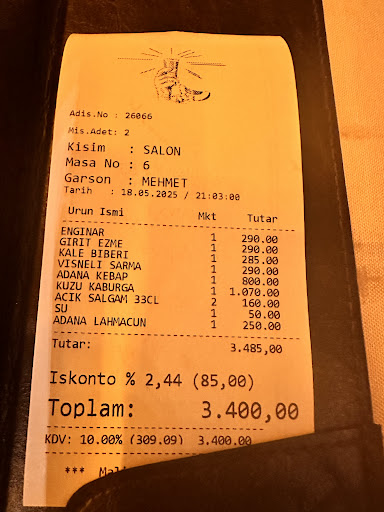 Adis.No : 26066
Mis.Adet: 2
Kisim : SALON
Masa No : 6
Garson : MEHMET
Tarih : 18.05.2025 / 21:03:00
Urun Ismi Mkt Tutar
ENGINAR 1 290.00
GIRIT EZME 1 290.00
KALE BIBERI 1 285.00
VISNELI SARMA 1 290.00
ADANA KEBAP 1 800.00
KUZU KABURGA 1 1.070.00
ACIK SALGAM 33CL 2 160.00
SU 1 50.00
ADANA LAHMACUN 1 250.00
Tutar: 3.485,00
Iskonto % 2,44 (85,00)
Toplam: 3.400,00
KDV: 10.00% (309.09) 3.400.00
***